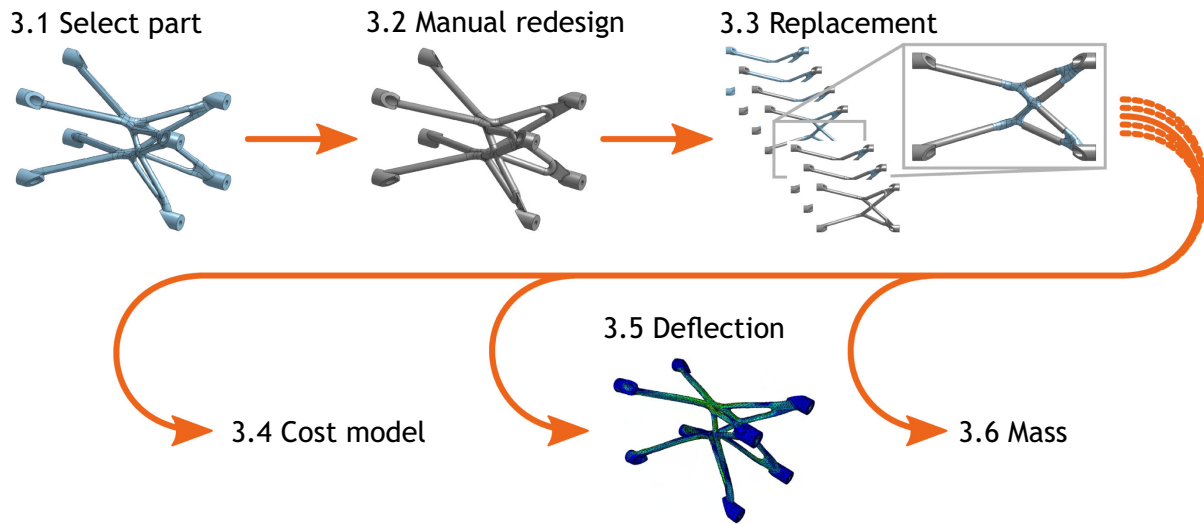 3.1 Select part
3.2 Manual redesign
3.3 Replacement
3.5 Deflection
3.4 Cost model
3.6 Mass